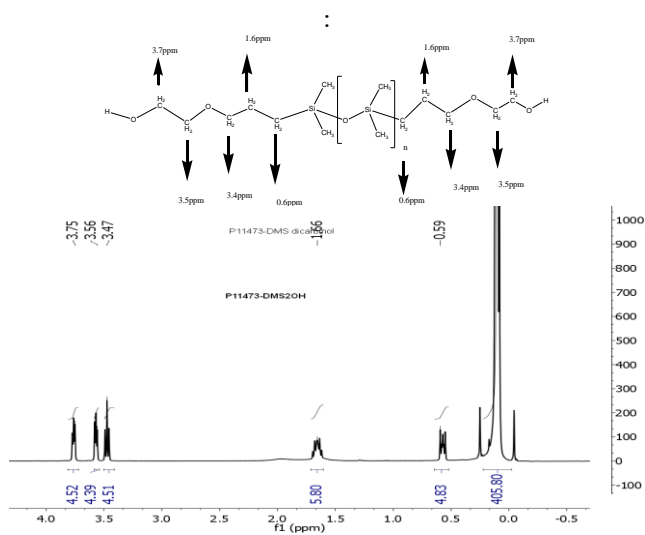 :
3.7ppm
1.6ppm
1.6ppm
3.7ppm
H O C H2 C H2 O C H2 H2 C C H2 Si CH3 CH3 O Si CH3 CH3 n C H2 H2 C C H2 O C H2 H2 C O H
3.5ppm
3.4ppm
0.6ppm
0.6ppm
3.4ppm
3.5ppm
3.75
3.56
3.47
1.66
0.59
P11473-DMS dicarbinol
P11473-DMS2OH
1000
900
800
700
600
500
400
300
200
100
0
-100
4.52
4.39
4.51
5.80
4.83
405.80
4.0 3.5 3.0 2.5 2.0 1.5 1.0 0.5 0.0 -0.5
f1 (ppm)